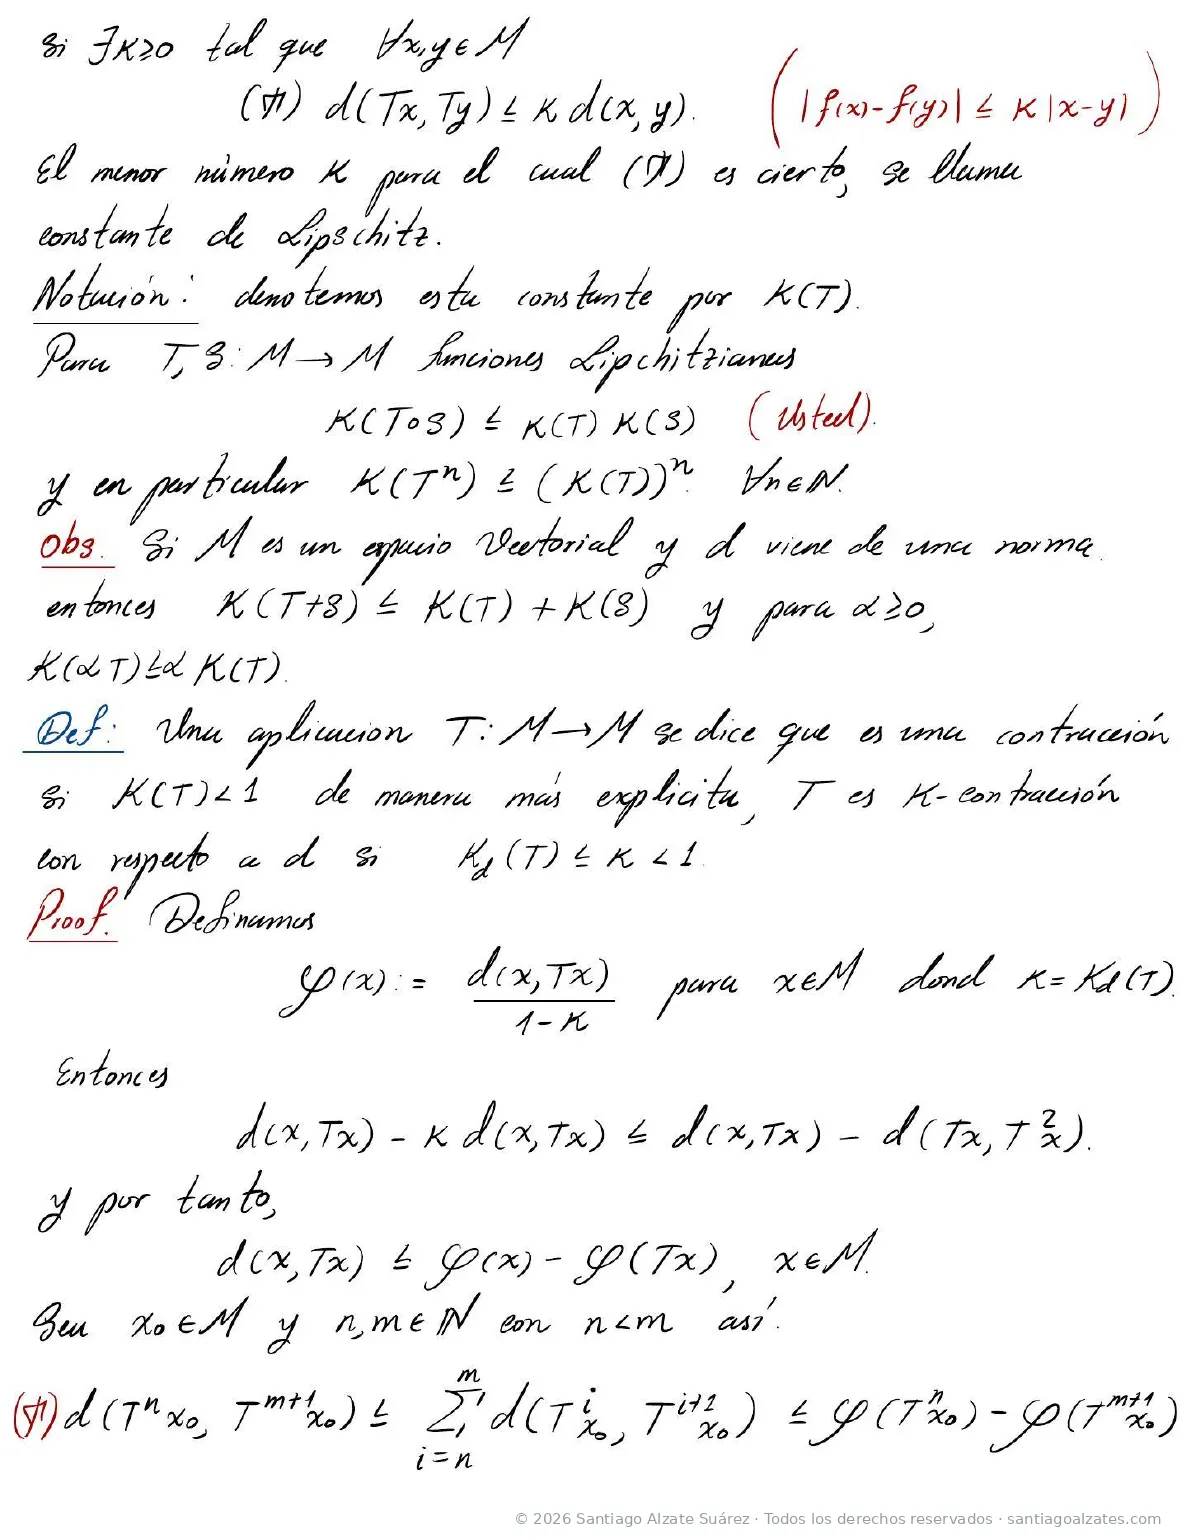 Si ∃K≥0 tal que ∀x,y∈M
(★) d(Tx,Ty) ≤ K d(x,y). (|f(x)-f(y)| ≤ K|x-y|)
El menor número K para el cual (★) es cierto, se llama
constante de Lipschitz.
Notación: denotemos esta constante por K(T).
Para T,S: M→M funciones Lipchitzianas
K(T∘S) ≤ K(T) K(S) (Usted).
y en particular K(Tⁿ) ≤ (K(T))ⁿ ∀n∈ℕ.
Obs. Si M es un espacio Vectorial y d viene de una norma
entonces K(T+S) ≤ K(T) + K(S) y para α≥0,
K(αT)≤α K(T).
Def: Una aplicacion T: M→M se dice que es una contracción
si K(T)<1 de manera más explicita, T es K-contracción
con respecto a d si K_d(T) ≤ K < 1.
Proof. Definamos
φ(x) := d(x,Tx) / (1-K) para x∈M dond K = K_d(T).
Entonces
d(x,Tx) - K d(x,Tx) ≤ d(x,Tx) - d(Tx, T²x).
y por tanto,
d(x,Tx) ≤ φ(x) - φ(Tx), x∈M.
Sea x₀∈M y n,m∈ℕ con n<m así.
(★) d(Tⁿx₀, T^{m+1}x₀) ≤ Σ_{i=n}^{m} d(T^i x₀, T^{i+1}x₀) ≤ φ(Tⁿx₀) - φ(T^{m+1}x₀)
© 2026 Santiago Alzate Suárez · Todos los derechos reservados · santiagoalzates.com